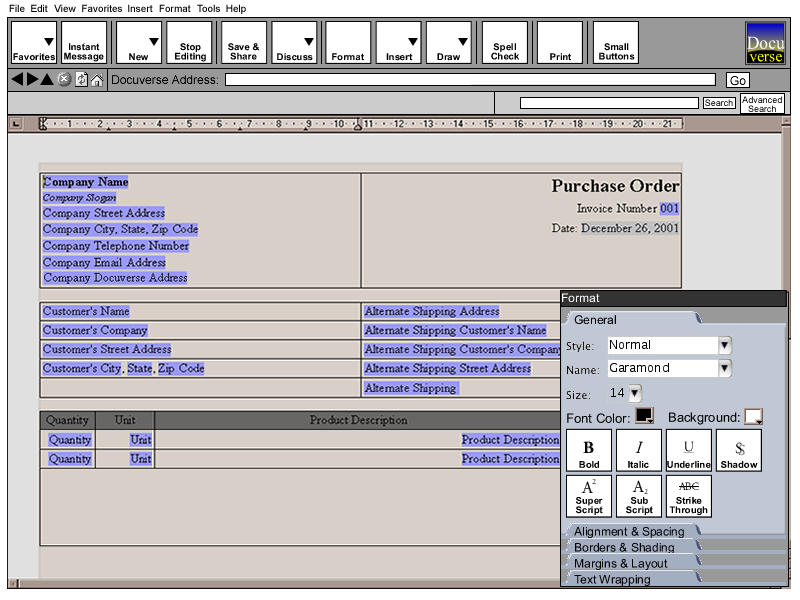 File Edit View Favorites Insert Format Tools Help
Favorites
Instant
Message
New
Stop
Editing
Save &
Share
Discuss
Format
Insert
Draw
Spell
Check
Print
Small
Buttons
Docu
verse
Docuverse Address:
Go
Search
Advanced
Search
L
1 2 3 4 5 6 7 8 9 10 11 12 13 14 15 16 17 18 19 20 21
Company Name
Company Slogan
Company Street Address
Company City, State, Zip Code
Company Telephone Number
Company Email Address
Company Docuverse Address
Purchase Order
Invoice Number 001
Date: December 26, 2001
Customer's Name
Customer's Company
Customer's Street Address
Customer's City, State, Zip Code
Alternate Shipping Address
Alternate Shipping Customer's Name
Alternate Shipping Customer's Company
Alternate Shipping Street Address
Alternate Shipping
Quantity Unit Product Description
Quantity Unit Product Description
Quantity Unit Product Description
Format
General
Style: Normal
Name: Garamond
Size: 14
Font Color: Background:
B
Bold
I
Italic
U
Underline
S
Shadow
A2
Super
Script
A2
Sub
Script
ABC
Strike
Through
Alignment & Spacing
Borders & Shading
Margins & Layout
Text Wrapping